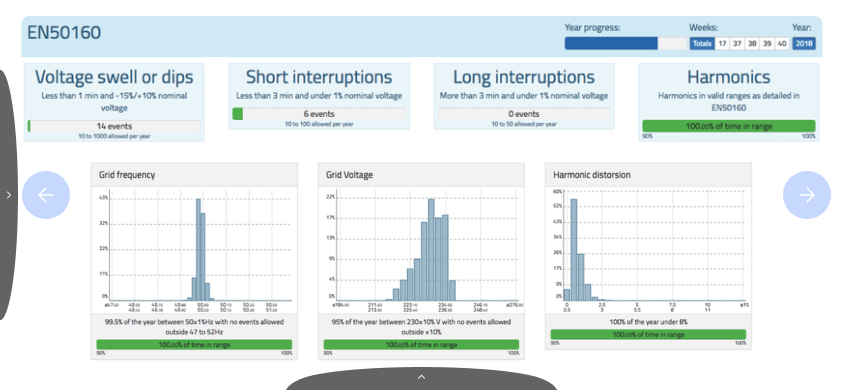 EN50160
Year progress: Weeks: Year:
Totals 17 37 38 39 40 2018
Voltage swell or dips
Less than 1 min and -15%/+10% nominal
voltage
14 events
10 to 1000 allowed per year
Short interruptions
Less than 3 min and under 1% nominal voltage
6 events
10 to 100 allowed per year
Long interruptions
More than 3 min and under 1% nominal voltage
0 events
10 to 50 allowed per year
Harmonics
Harmonics in valid ranges as detailed in
EN50160
100.00% of time in range
90% 100%
Grid frequency
43%
32%
22%
11%
0%
99.5% of the year between 50±1%Hz with no events allowed
outside 47 to 52Hz
100.00% of time in range
90% 100%
Grid Voltage
22%
17%
13%
9%
4%
0%
95% of the year between 230±10% V with no events allowed
outside ±10%
100.00% of time in range
90% 100%
Harmonic distorsion
60%
52%
43%
34%
26%
17%
9%
0%
0 2.5 5 7.5 10 ≥15
0.5 3 5.5 8 11
100% of the year under 8%
100.00% of time in range
90% 100%